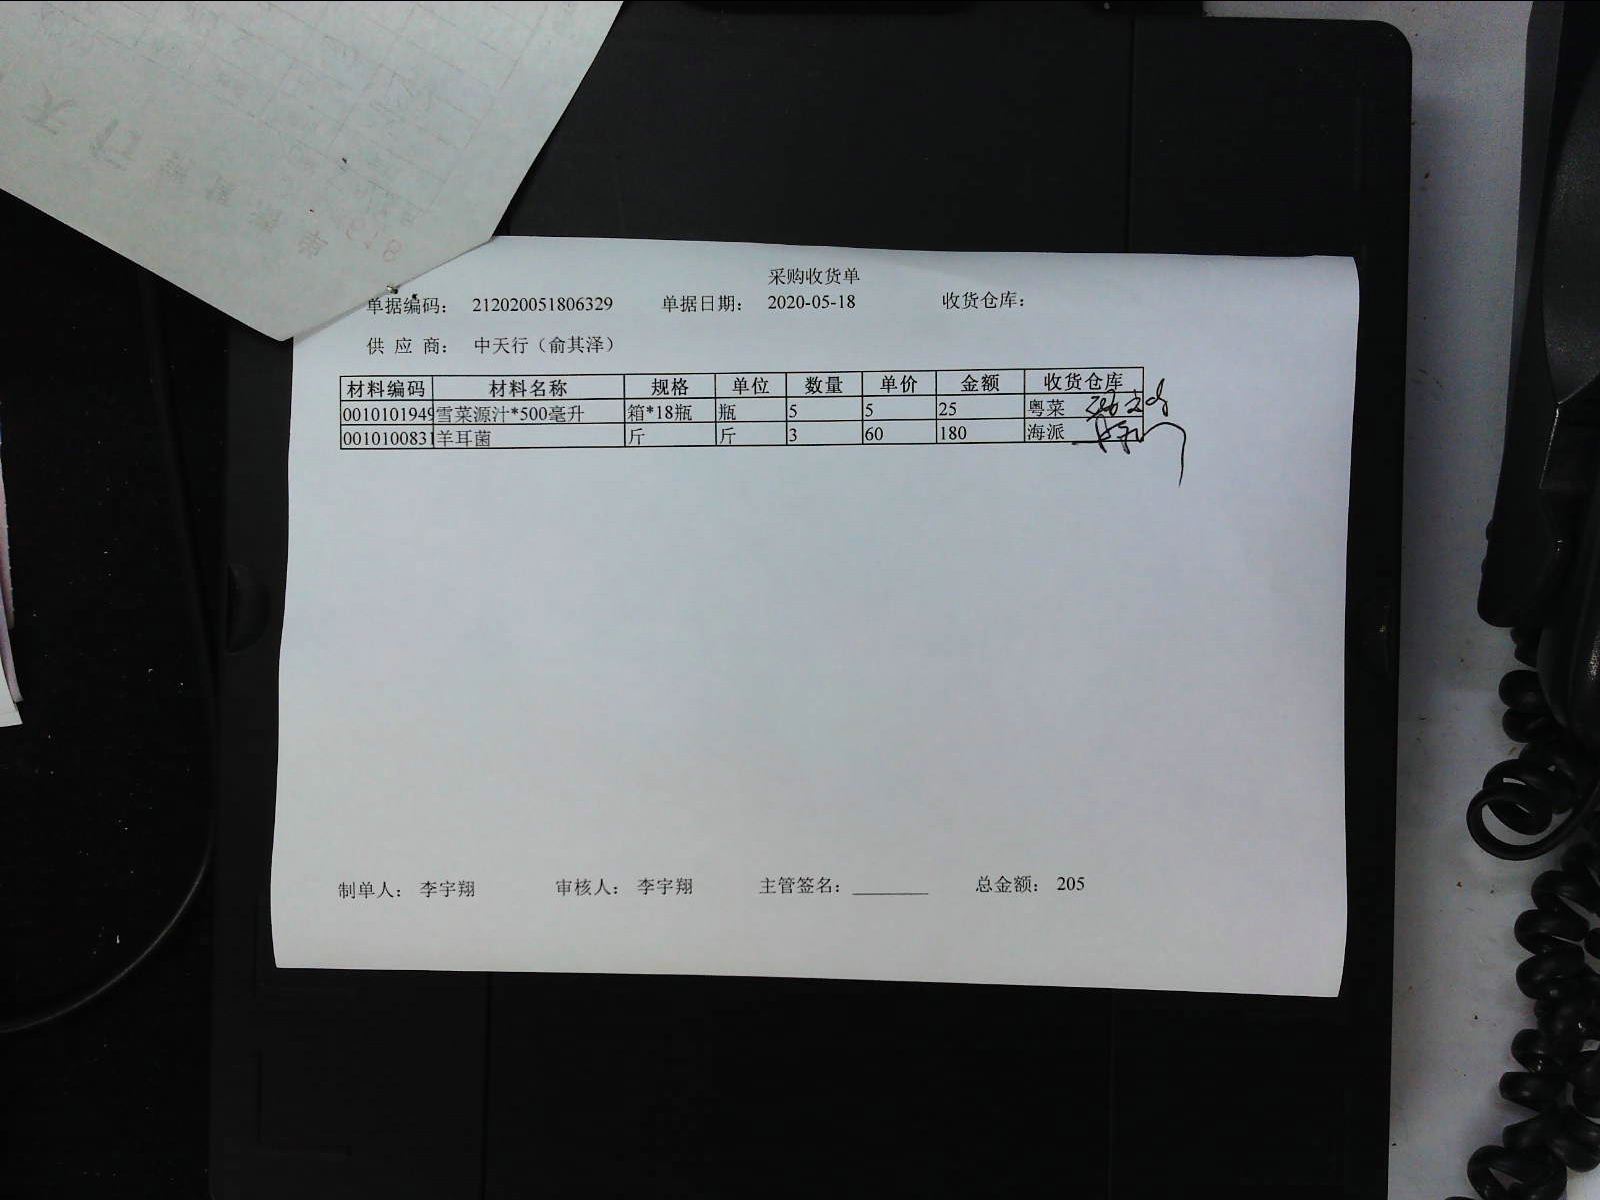 采购收货单
单据编码： 212020051806329 单据日期： 2020-05-18 收货仓库：
供 应 商： 中天行（俞其泽）
材料编码 材料名称 规格 单位 数量 单价 金额 收货仓库
0010101949 雪菜源汁*500毫升 箱*18瓶 瓶 5 5 25 粤菜
0010100831 羊耳菌 斤 斤 3 60 180 海派
制单人： 李宇翔 审核人： 李宇翔 主管签名： 总金额： 205